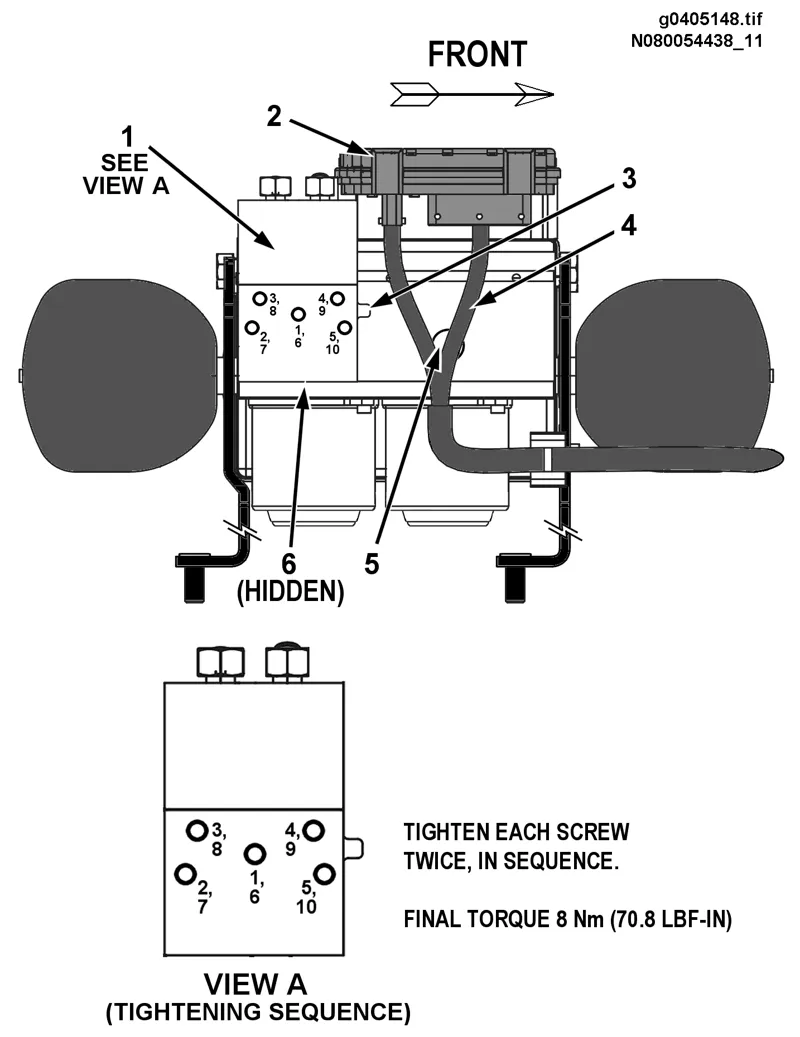 g0405148.tif
N080054438_11
FRONT
1
SEE
VIEW A
2
3
4
3,
8
4,
9
1,
6
2,
7
5,
10
6
(HIDDEN)
5
3,
8
4,
9
1,
6
2,
7
5,
10
TIGHTEN EACH SCREW
TWICE, IN SEQUENCE.
FINAL TORQUE 8 Nm (70.8 LBF-IN)
VIEW A
(TIGHTENING SEQUENCE)